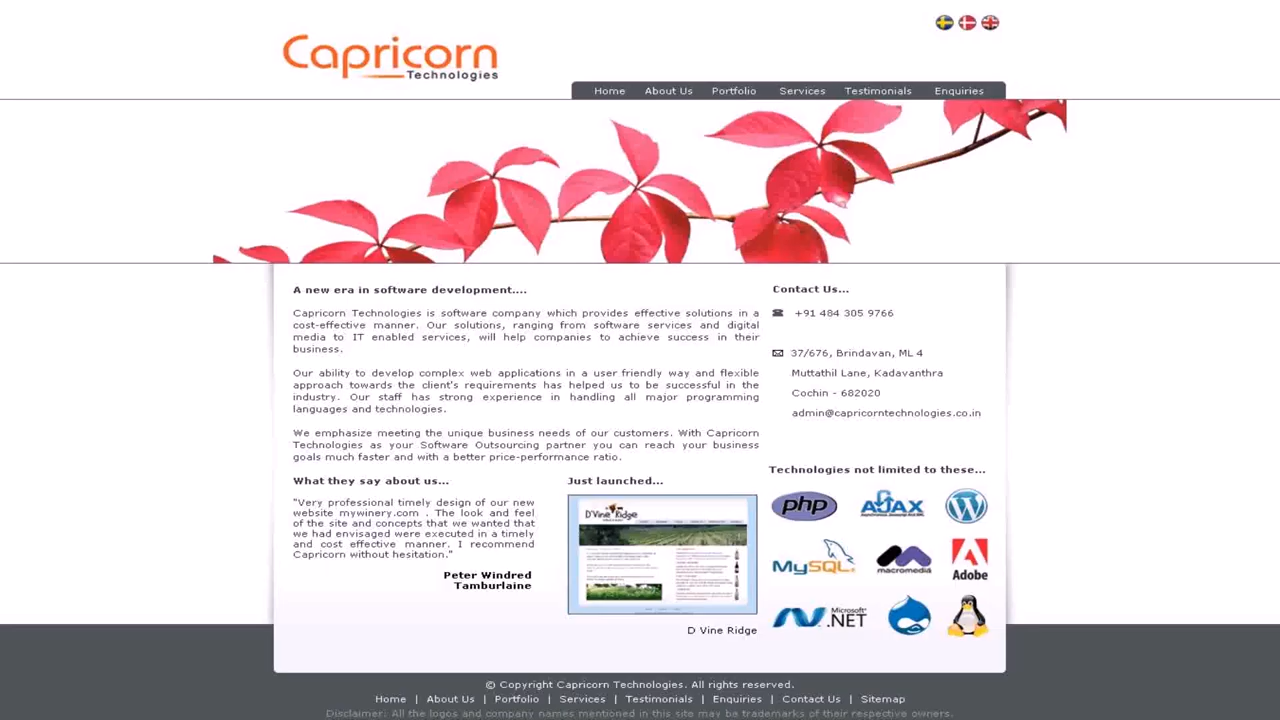 Capricorn
Technologies
Home About Us Portfolio Services Testimonials Enquiries
A new era in software development....
Capricorn Technologies is software company which provides effective solutions in a
cost-effective manner. Our solutions, ranging from software services and digital
media to IT enabled services, will help companies to achieve success in their
business.
Our ability to develop complex web applications in a user friendly way and flexible
approach towards the client's requirements has helped us to be successful in the
industry. Our staff has strong experience in handling all major programming
languages and technologies.
We emphasize meeting the unique business needs of our customers. With Capricorn
Technologies as your Software Outsourcing partner you can reach your business
goals much faster and with a better price-performance ratio.
What they say about us...
"Very professional timely design of our new
website mywinery.com . The look and feel
of the site and concepts that we wanted that
we had envisaged were executed in a timely
and cost effective manner. I recommend
Capricorn without hesitation."
Peter Windred
Tamburlaine
Just launched...
D'Vine Ridge
D Vine Ridge
Contact Us...
+91 484 305 9766
37/676, Brindavan, ML 4
Muttathil Lane, Kadavanthra
Cochin - 682020
admin@capricorntechnologies.co.in
Technologies not limited to these...
php AJAX W
MySQL macromedia Adobe
Microsoft
.NET
© Copyright Capricorn Technologies. All rights reserved.
Home | About Us | Portfolio | Services | Testimonials | Enquiries | Contact Us | Sitemap
Disclaimer: All the logos and company names mentioned in this site may be trademarks of their respective owners.